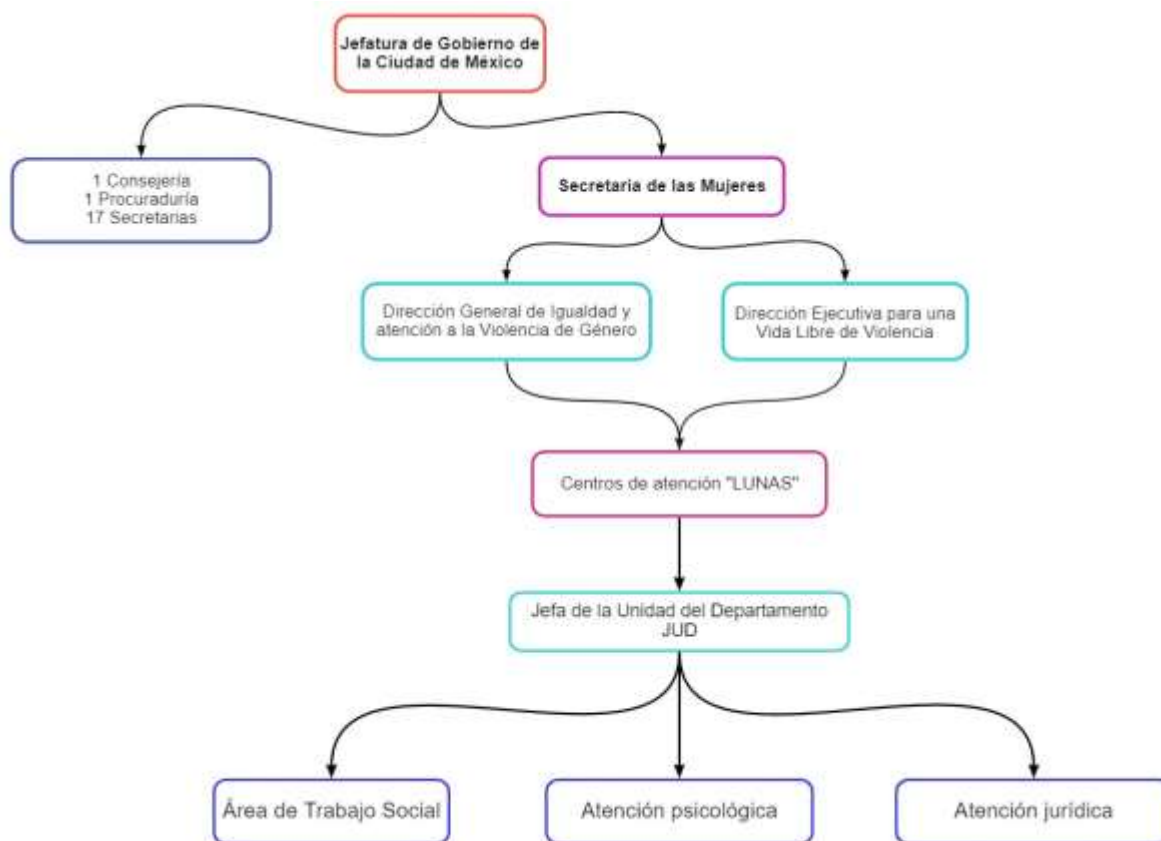 Jefatura de Gobierno de
la Ciudad de México
1 Consejería
1 Procuraduría
17 Secretarias
Secretaria de las Mujeres
Dirección General de Igualdad y
atención a la Violencia de Género
Dirección Ejecutiva para una
Vida Libre de Violencia
Centros de atención "LUNAS"
Jefa de la Unidad del Departamento
JUD
Área de Trabajo Social
Atención psicológica
Atención jurídica